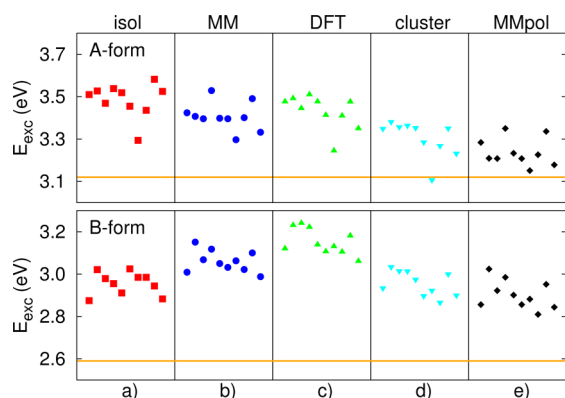 isol MM DFT cluster MMpol
A-form
3.7
3.5
3.3
3.1
E_exc (eV)
B-form
3.2
3.0
2.8
2.6
E_exc (eV)
a) b) c) d) e)